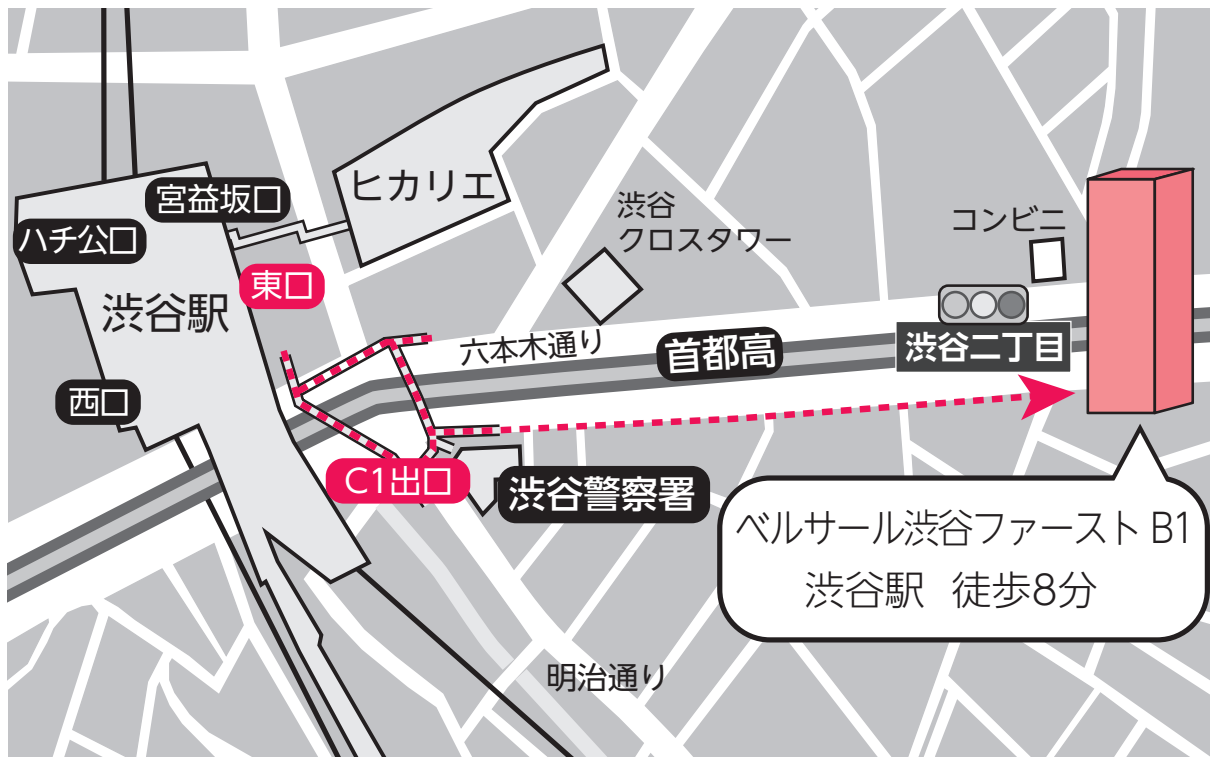 宮益坂口
ハチ公口
ヒカリエ
東口
渋谷駅
西口
渋谷
クロスタワー
コンビニ
六本木通り
首都高
渋谷二丁目
C1出口
渋谷警察署
ベルサール渋谷ファースト B1
渋谷駅 徒歩8分
明治通り